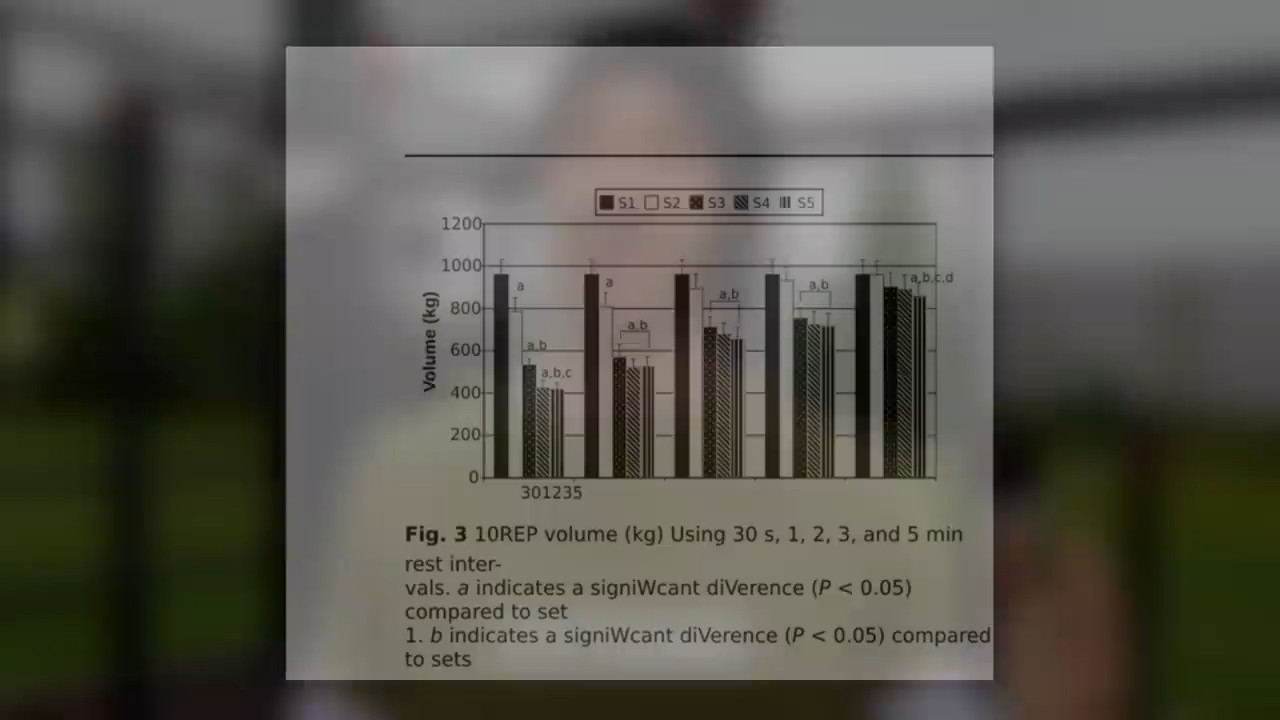 S1 S2 S3 S4 S5
1200
1000
800
600
400
200
0
Volume (kg)
a
a,b
a,b,c
a
a,b
a,b
a,b
a,b,c,d
301235
Fig. 3 10REP volume (kg) Using 30 s, 1, 2, 3, and 5 min
rest inter-
vals. a indicates a signiWcant diVerence (P < 0.05)
compared to set
1. b indicates a signiWcant diVerence (P < 0.05) compared
to sets